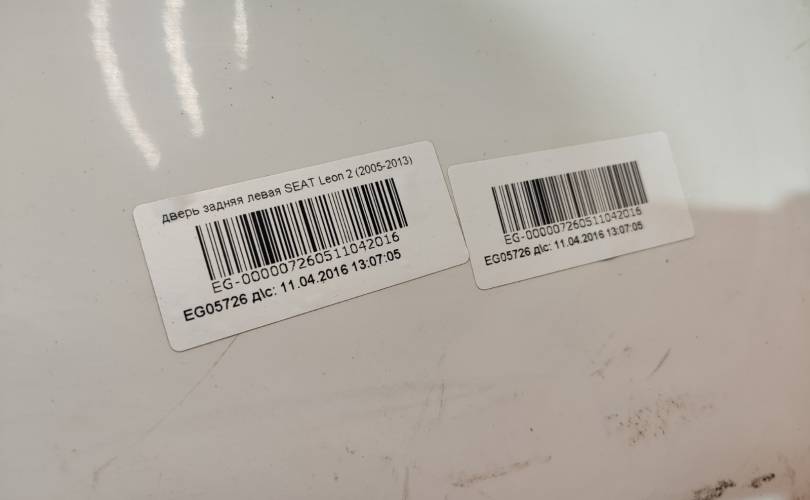 дверь задняя левая SEAT Leon 2 (2005-2013)
EG-000007260511042016
EG05726 д\с: 11.04.2016 13:07:05
EG-000007260511042016
EG05726 д\с: 11.04.2016 13:07:05